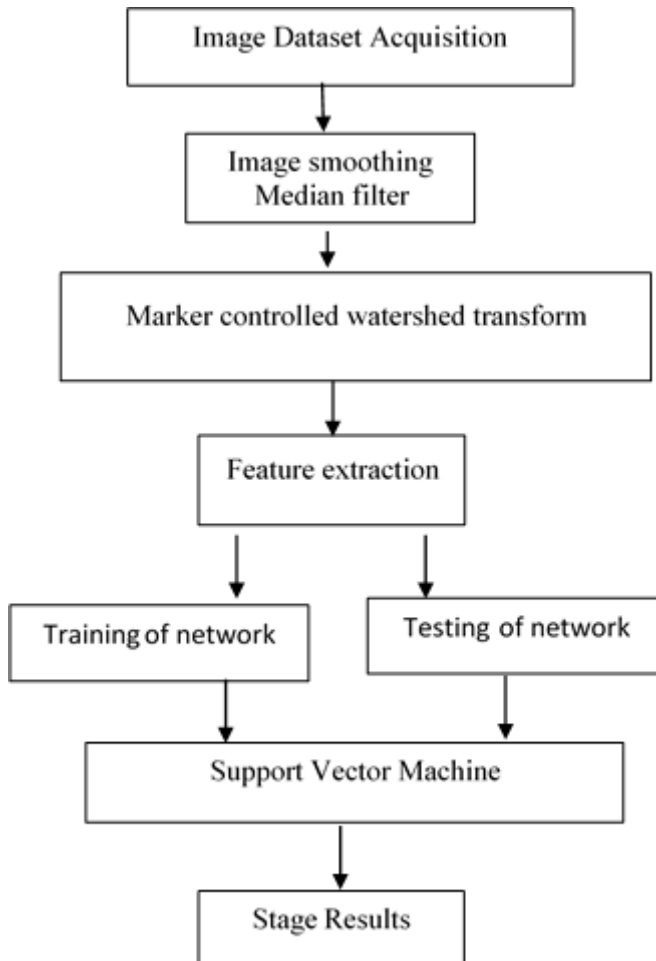 Image Dataset Acquisition
Image smoothing
Median filter
Marker controlled watershed transform
Feature extraction
Training of network
Testing of network
Support Vector Machine
Stage Results